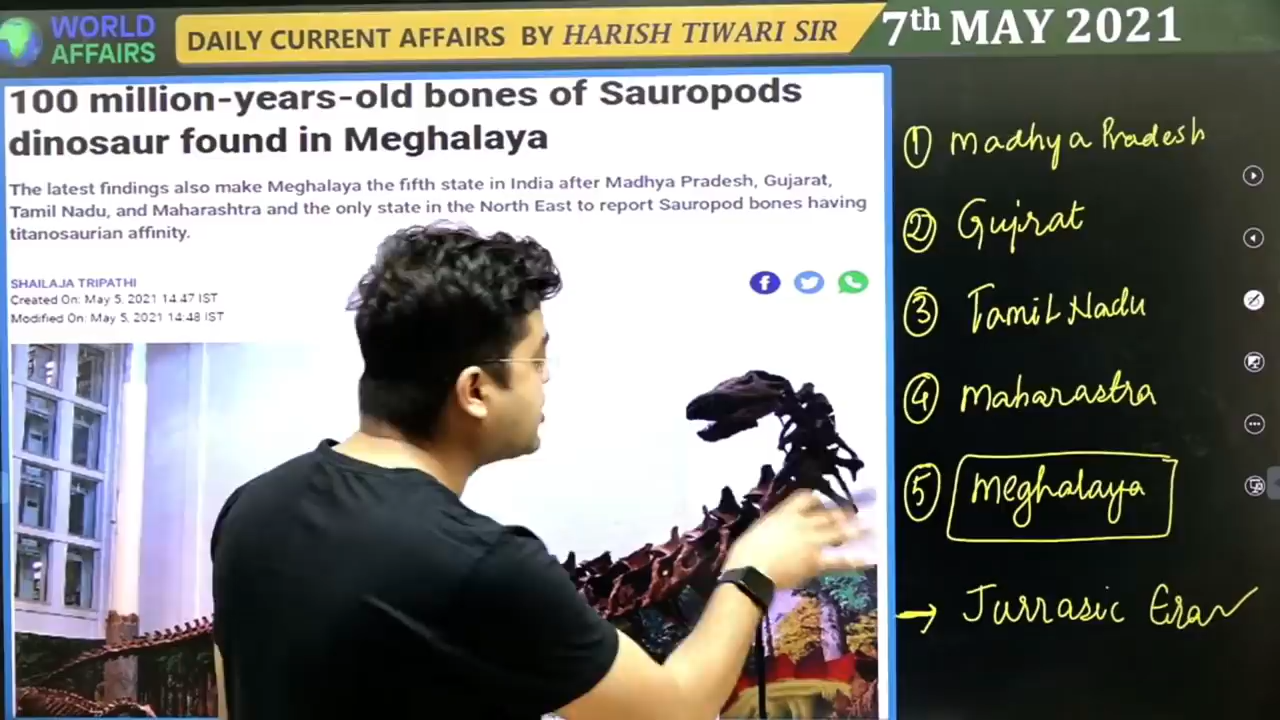 WORLD
AFFAIRS
DAILY CURRENT AFFAIRS BY HARISH TIWARI SIR
7th MAY 2021
100 million-years-old bones of Sauropods
dinosaur found in Meghalaya
The latest findings also make Meghalaya the fifth state in India after Madhya Pradesh, Gujarat,
Tamil Nadu, and Maharashtra and the only state in the North East to report Sauropod bones having
titanosaurian affinity.
SHAILAJA TRIPATHI
Created On: May 5, 2021 14:47 IST
Modified On: May 5, 2021 14:48 IST
① Madhya Pradesh
② Gujrat
③ Tamil Nadu
④ Maharastra
⑤ Meghalaya
→ Jurrasic Era